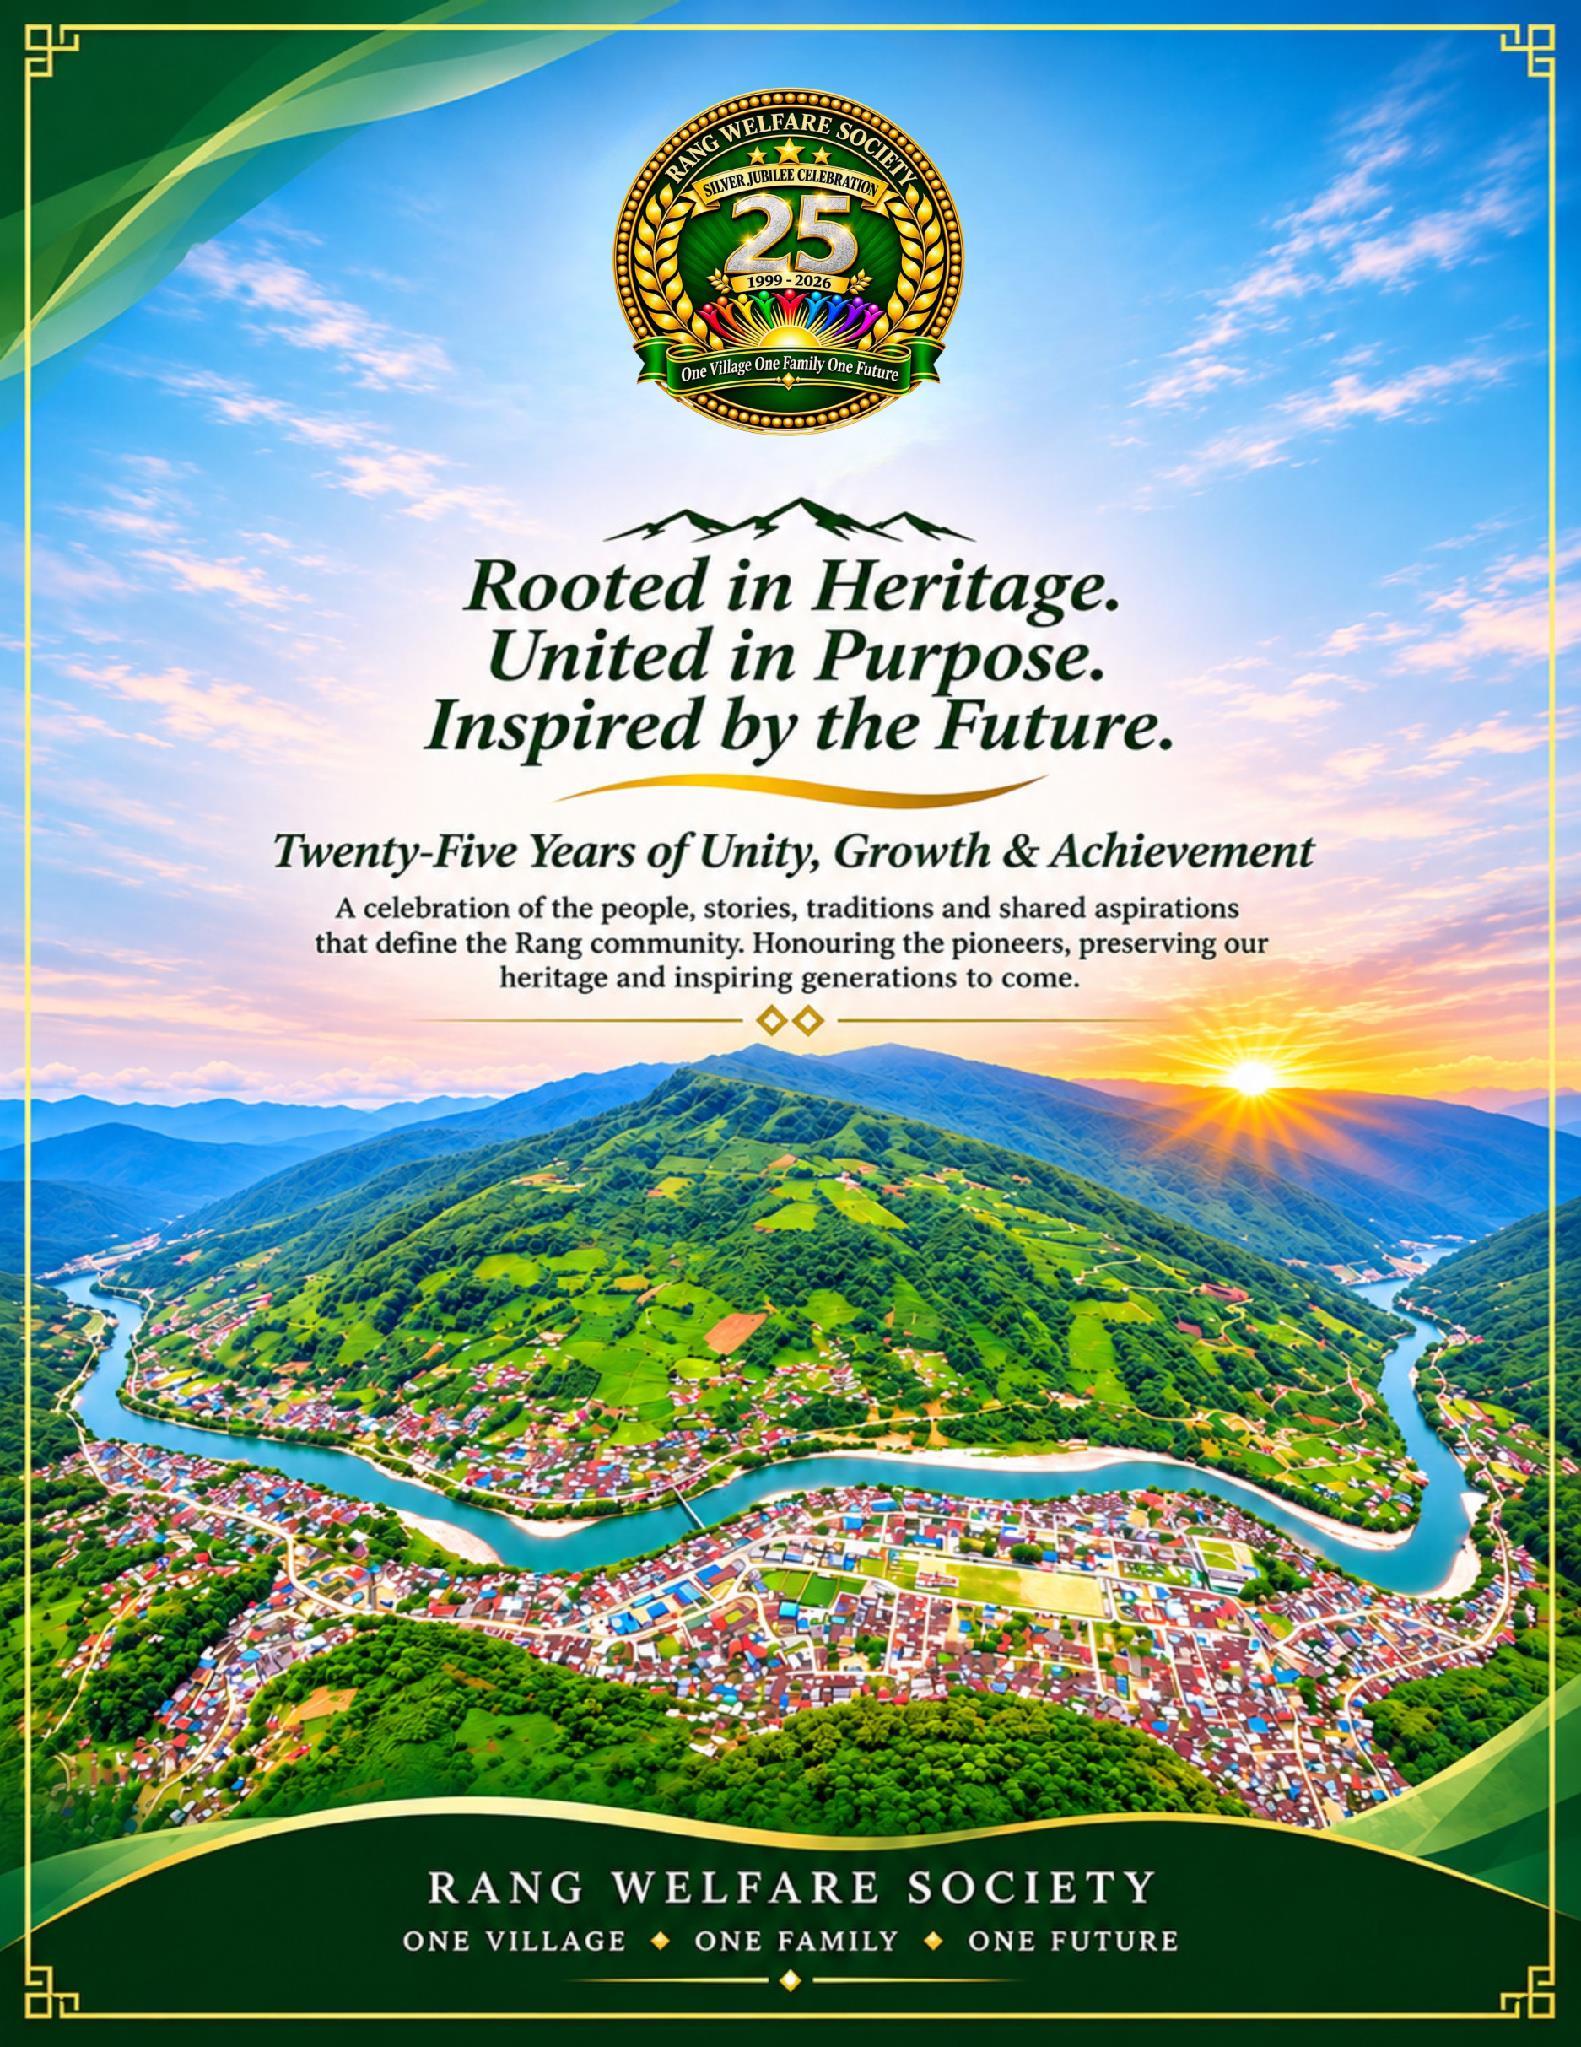 RANG WELFARE SOCIETY
SILVER JUBILEE CELEBRATION
25
1999 - 2026
One Village One Family One Future
Rooted in Heritage.
United in Purpose.
Inspired by the Future.
Twenty-Five Years of Unity, Growth & Achievement
A celebration of the people, stories, traditions and shared aspirations
that define the Rang community. Honouring the pioneers, preserving our
heritage and inspiring generations to come.
RANG WELFARE SOCIETY
ONE VILLAGE ◆ ONE FAMILY ◆ ONE FUTURE